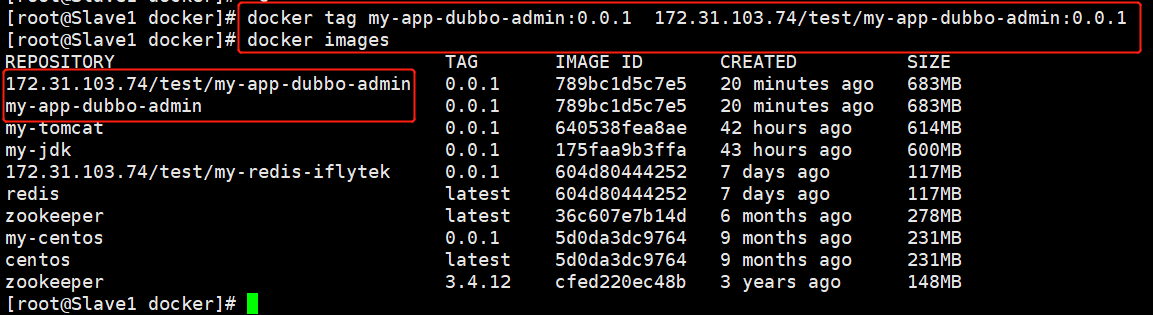 [root@Slave1 docker]# docker tag my-app-dubbo-admin:0.0.1  172.31.103.74/test/my-app-dubbo-admin:0.0.1
[root@Slave1 docker]# docker images
REPOSITORY TAG IMAGE ID CREATED SIZE
172.31.103.74/test/my-app-dubbo-admin 0.0.1 789bc1d5c7e5 20 minutes ago 683MB
my-app-dubbo-admin 0.0.1 789bc1d5c7e5 20 minutes ago 683MB
my-tomcat 0.0.1 640538fea8ae 42 hours ago 614MB
my-jdk 0.0.1 175faa9b3ffa 43 hours ago 600MB
172.31.103.74/test/my-redis-iflytek 0.0.1 604d80444252 7 days ago 117MB
redis latest 604d80444252 7 days ago 117MB
zookeeper latest 36c607e7b14d 6 months ago 278MB
my-centos 0.0.1 5d0da3dc9764 9 months ago 231MB
centos latest 5d0da3dc9764 9 months ago 231MB
zookeeper 3.4.12 cfed220ec48b 3 years ago 148MB
[root@Slave1 docker]#